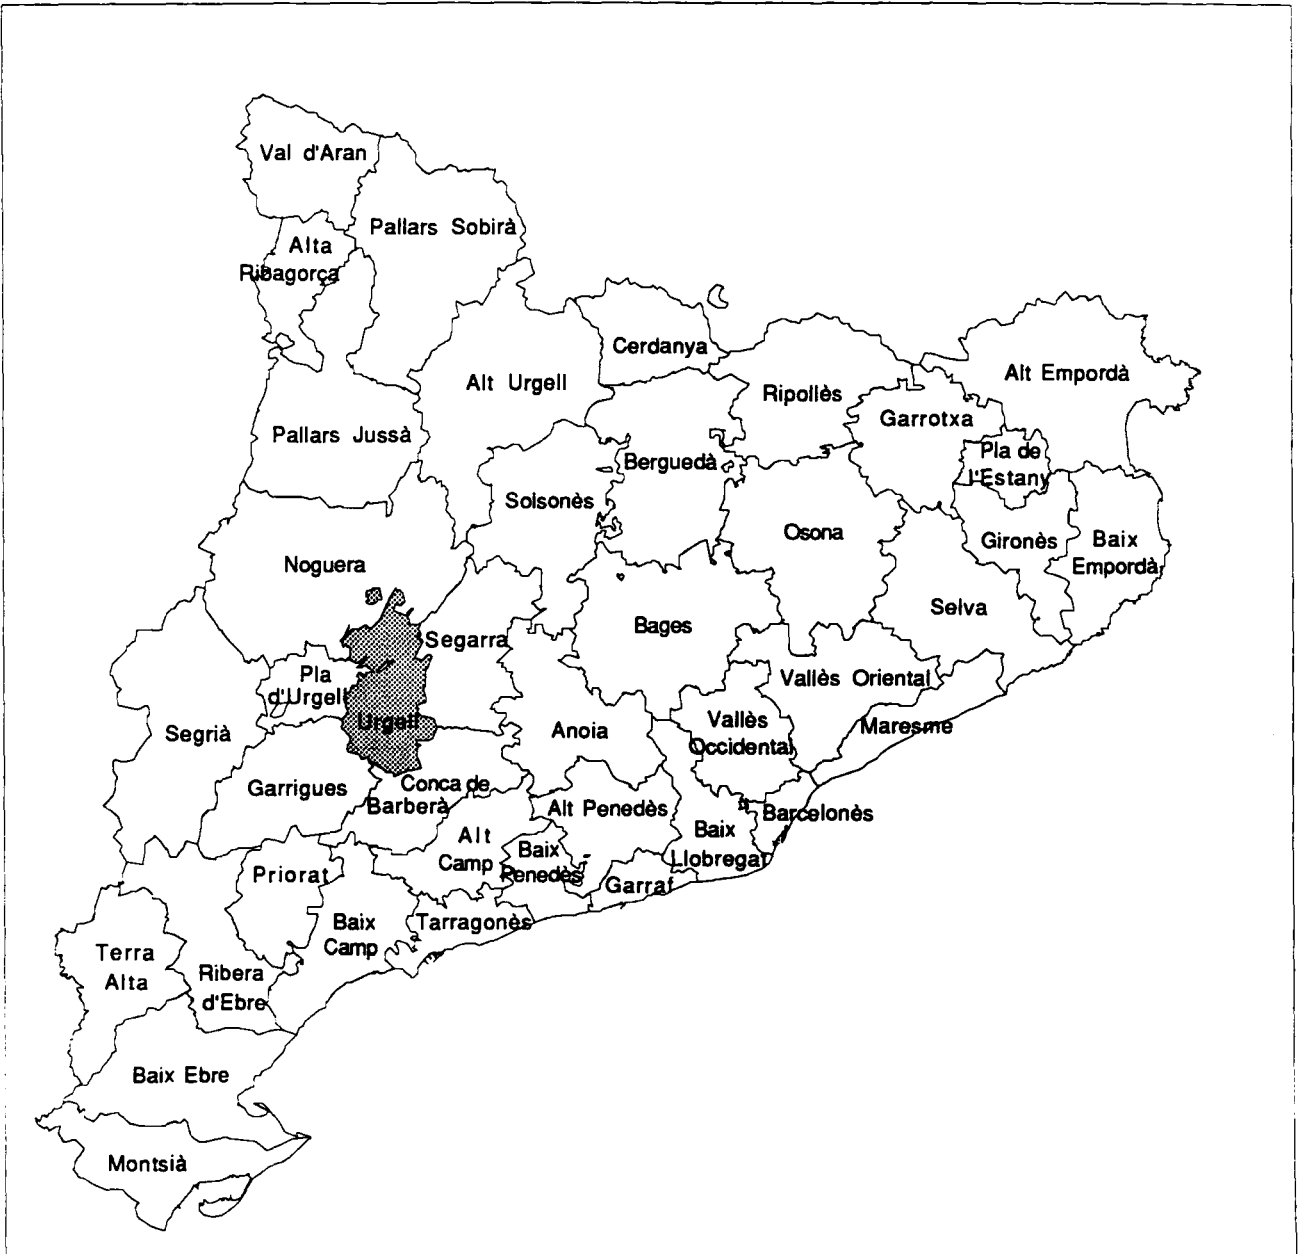 Val d'Aran
Pallars Sobirà
Alta
Ribagorça
Cerdanya
Alt Urgell
Ripollès
Alt Empordà
Garrotxa
Pallars Jussà
Berguedà
Pla de
l'Estany
Solsonès
Osona
Gironès
Baix
Empordà
Noguera
Selva
Bages
Segarra
Pla
d'Urgell
Vallès Oriental
Urgell
Segrià
Anoia
Vallès
Occidental
Maresme
Garrigues
Conca de
Barberà
Alt Penedès
Barcelonès
Baix
Llobregat
Alt
Camp
Baix
Penedès
Garraf
Priorat
Baix
Camp
Tarragonès
Terra
Alta
Ribera
d'Ebre
Baix Ebre
Montsià